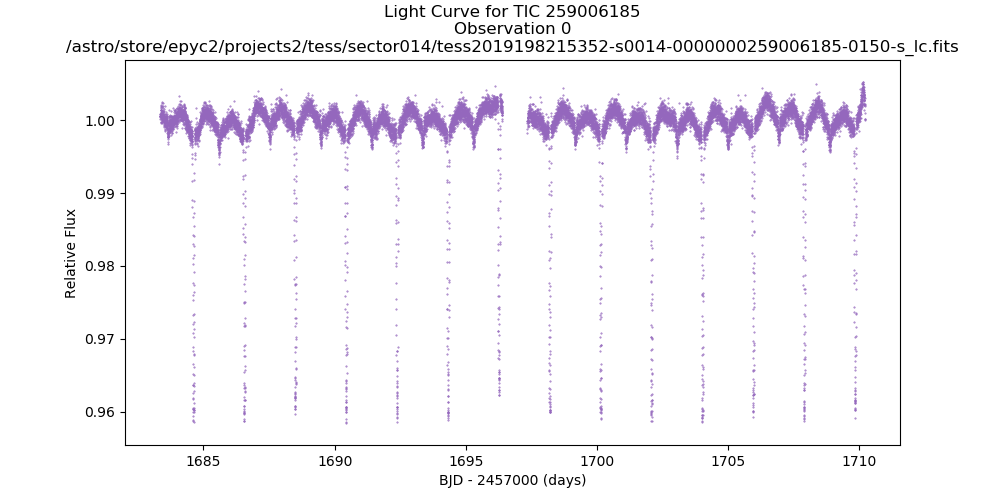 Light Curve for TIC 259006185
Observation 0
/astro/store/epyc2/projects2/tess/sector014/tess2019198215352-s0014-0000000259006185-0150-s_lc.fits
1.00
0.99
0.98
0.97
0.96
Relative Flux
1685
1690
1695
1700
1705
1710
BJD - 2457000 (days)